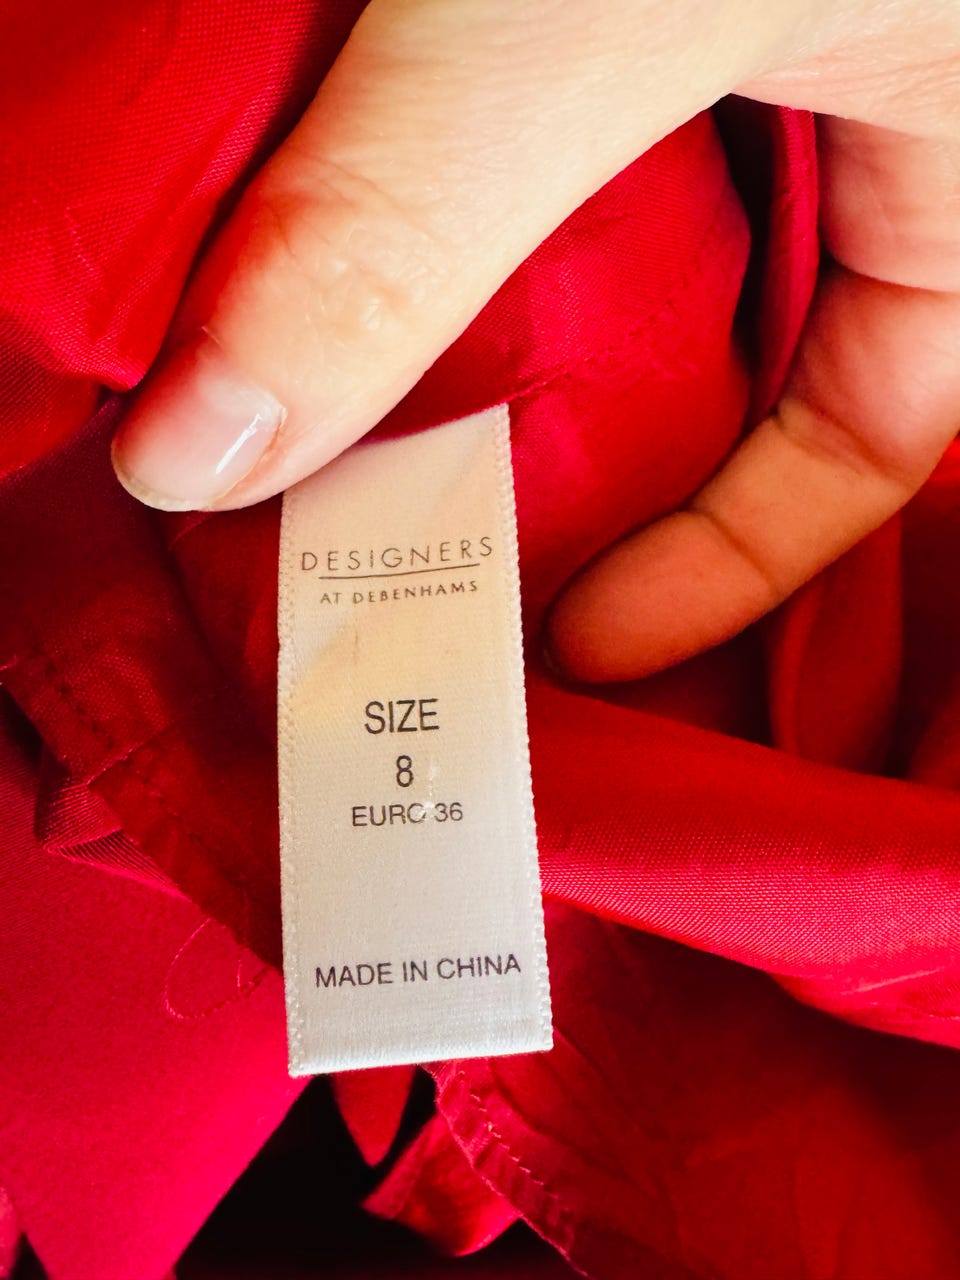 DESIGNERS
AT DEBENHAMS
SIZE
8
EURO 36
MADE IN CHINA